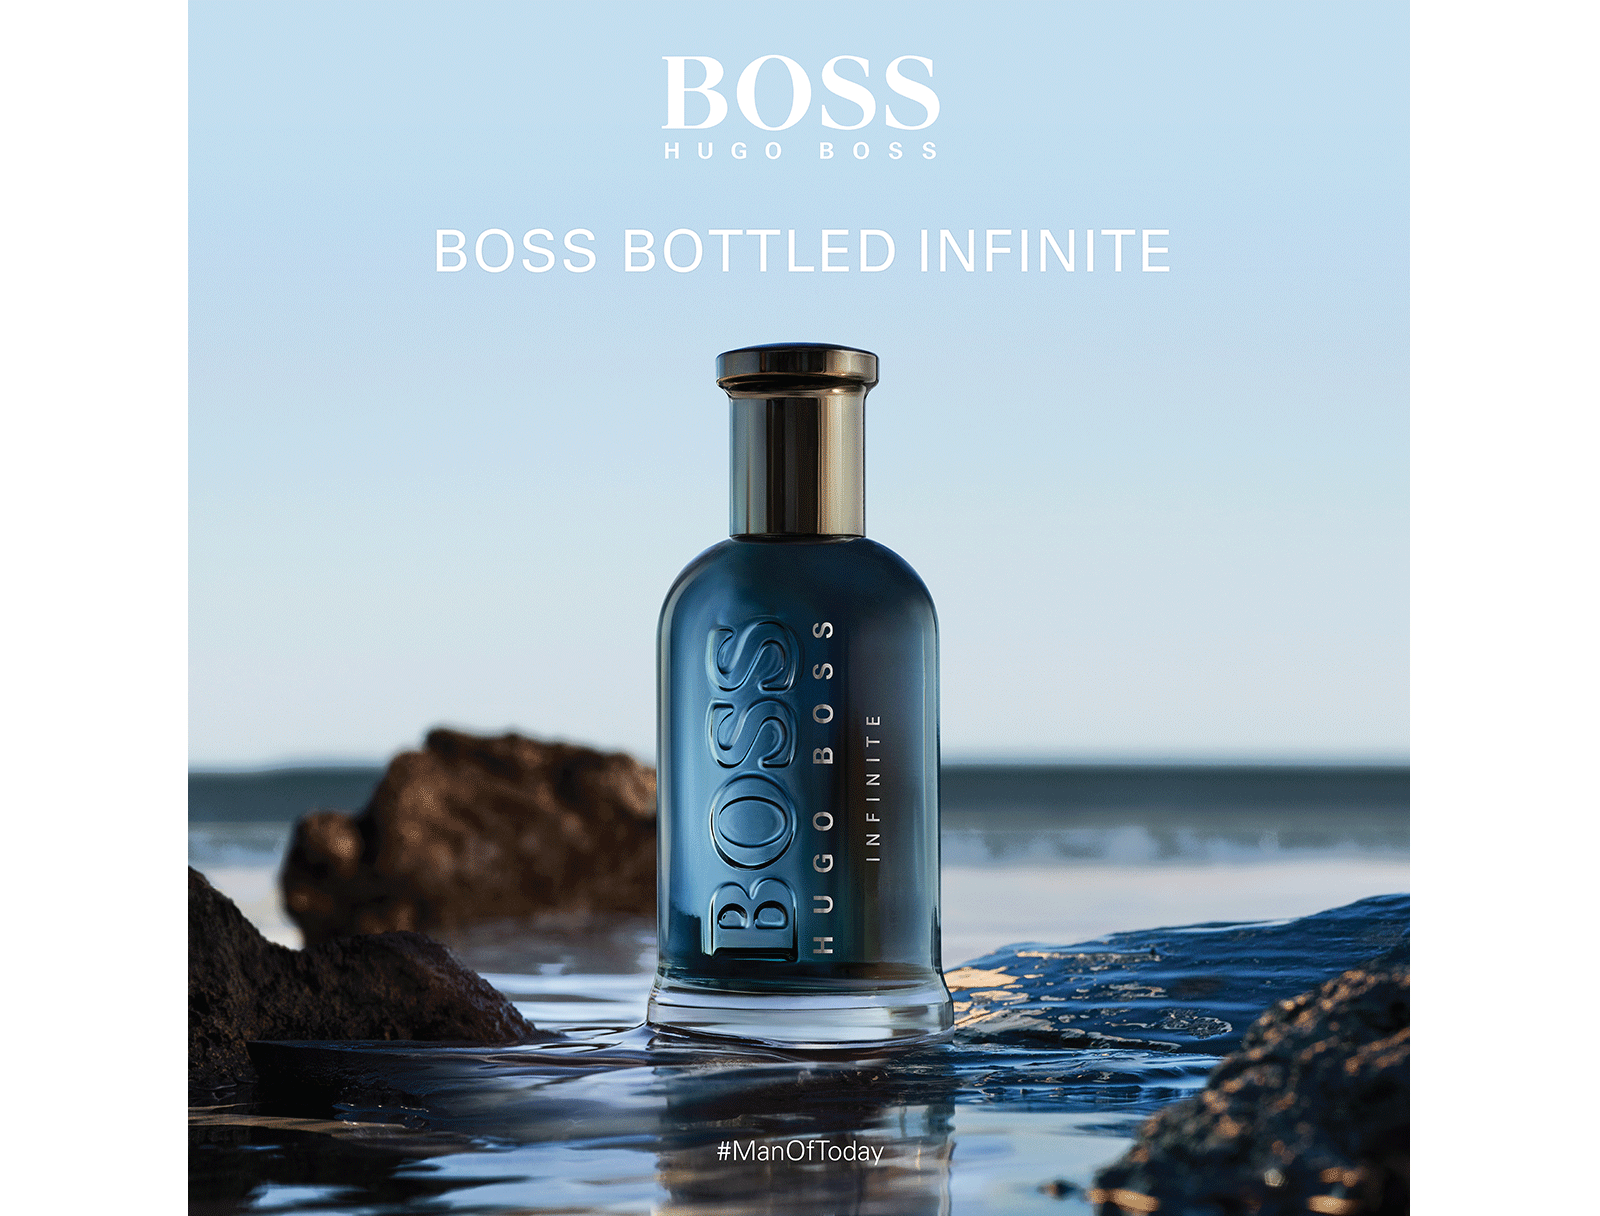 BOSS
HUGO BOSS
BOSS BOTTLED INFINITE
BOSS
HUGO BOSS
INFINITE
#ManOfToday